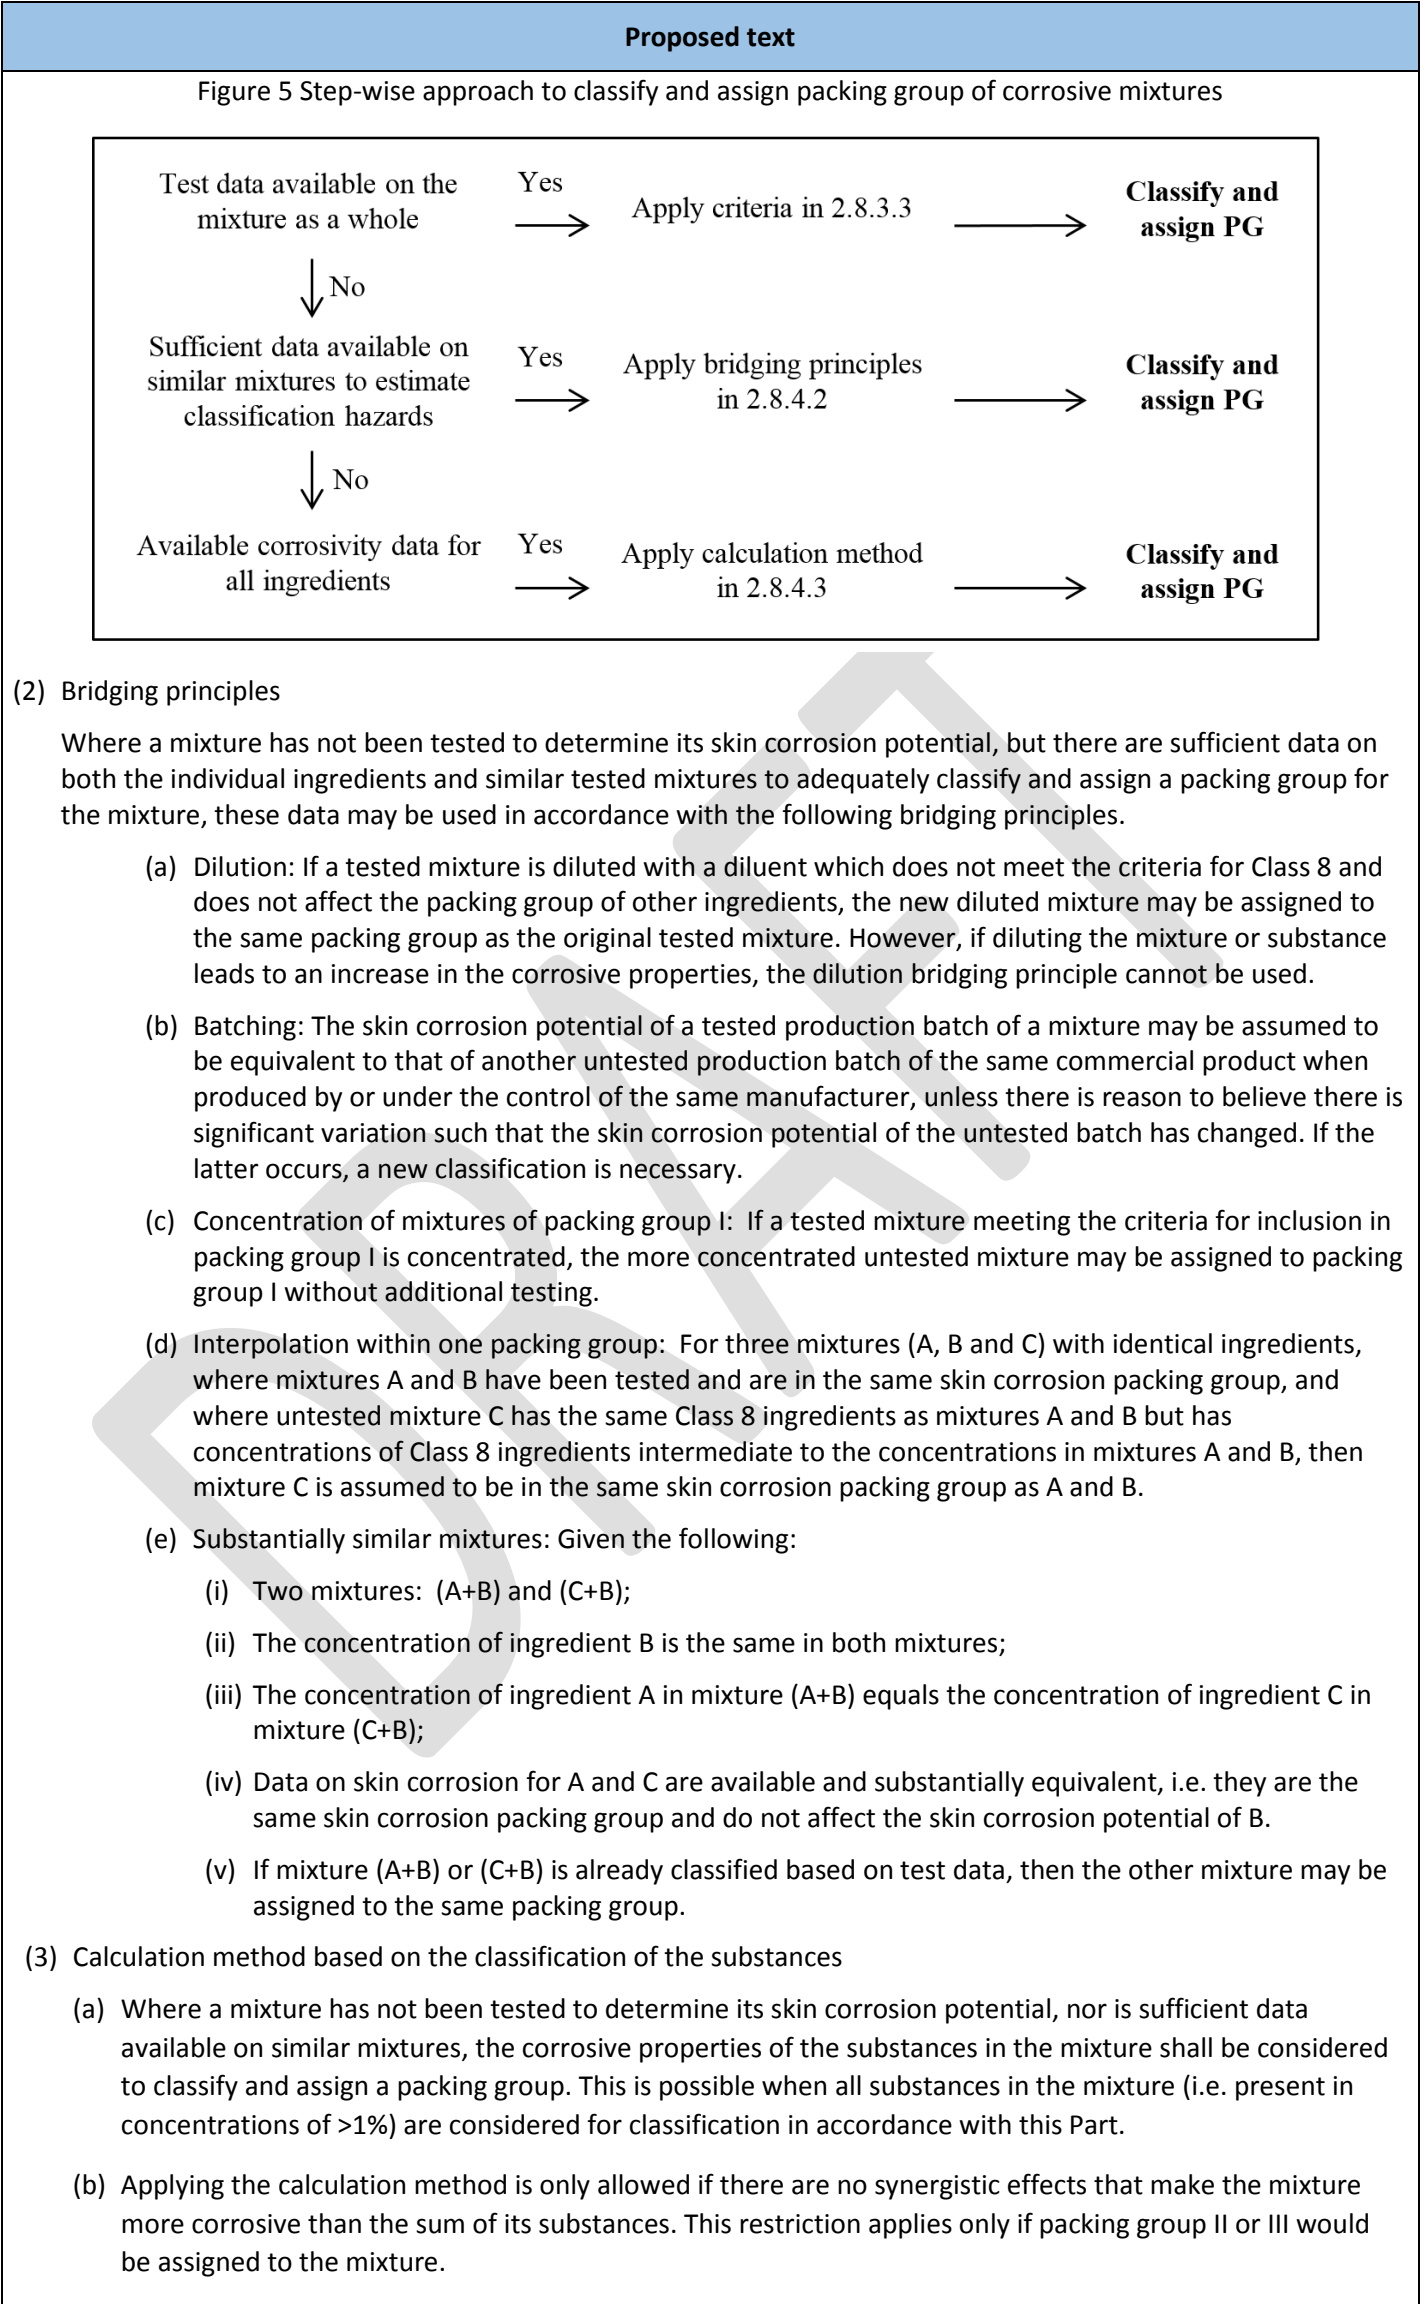 Proposed text
Figure 5 Step-wise approach to classify and assign packing group of corrosive mixtures
Test data available on the
mixture as a whole
Yes
Apply criteria in 2.8.3.3
Classify and
assign PG
No
Sufficient data available on
similar mixtures to estimate
classification hazards
Yes
Apply bridging principles
in 2.8.4.2
Classify and
assign PG
No
Available corrosivity data for
all ingredients
Yes
Apply calculation method
in 2.8.4.3
Classify and
assign PG
(2) Bridging principles
Where a mixture has not been tested to determine its skin corrosion potential, but there are sufficient data on
both the individual ingredients and similar tested mixtures to adequately classify and assign a packing group for
the mixture, these data may be used in accordance with the following bridging principles.
(a) Dilution: If a tested mixture is diluted with a diluent which does not meet the criteria for Class 8 and
does not affect the packing group of other ingredients, the new diluted mixture may be assigned to
the same packing group as the original tested mixture. However, if diluting the mixture or substance
leads to an increase in the corrosive properties, the dilution bridging principle cannot be used.
(b) Batching: The skin corrosion potential of a tested production batch of a mixture may be assumed to
be equivalent to that of another untested production batch of the same commercial product when
produced by or under the control of the same manufacturer, unless there is reason to believe there is
significant variation such that the skin corrosion potential of the untested batch has changed. If the
latter occurs, a new classification is necessary.
(c) Concentration of mixtures of packing group I: If a tested mixture meeting the criteria for inclusion in
packing group I is concentrated, the more concentrated untested mixture may be assigned to packing
group I without additional testing.
(d) Interpolation within one packing group: For three mixtures (A, B and C) with identical ingredients,
where mixtures A and B have been tested and are in the same skin corrosion packing group, and
where untested mixture C has the same Class 8 ingredients as mixtures A and B but has
concentrations of Class 8 ingredients intermediate to the concentrations in mixtures A and B, then
mixture C is assumed to be in the same skin corrosion packing group as A and B.
(e) Substantially similar mixtures: Given the following:
(i) Two mixtures: (A+B) and (C+B);
(ii) The concentration of ingredient B is the same in both mixtures;
(iii) The concentration of ingredient A in mixture (A+B) equals the concentration of ingredient C in
mixture (C+B);
(iv) Data on skin corrosion for A and C are available and substantially equivalent, i.e. they are the
same skin corrosion packing group and do not affect the skin corrosion potential of B.
(v) If mixture (A+B) or (C+B) is already classified based on test data, then the other mixture may be
assigned to the same packing group.
(3) Calculation method based on the classification of the substances
(a) Where a mixture has not been tested to determine its skin corrosion potential, nor is sufficient data
available on similar mixtures, the corrosive properties of the substances in the mixture shall be considered
to classify and assign a packing group. This is possible when all substances in the mixture (i.e. present in
concentrations of >1%) are considered for classification in accordance with this Part.
(b) Applying the calculation method is only allowed if there are no synergistic effects that make the mixture
more corrosive than the sum of its substances. This restriction applies only if packing group II or III would
be assigned to the mixture.
DRAFT